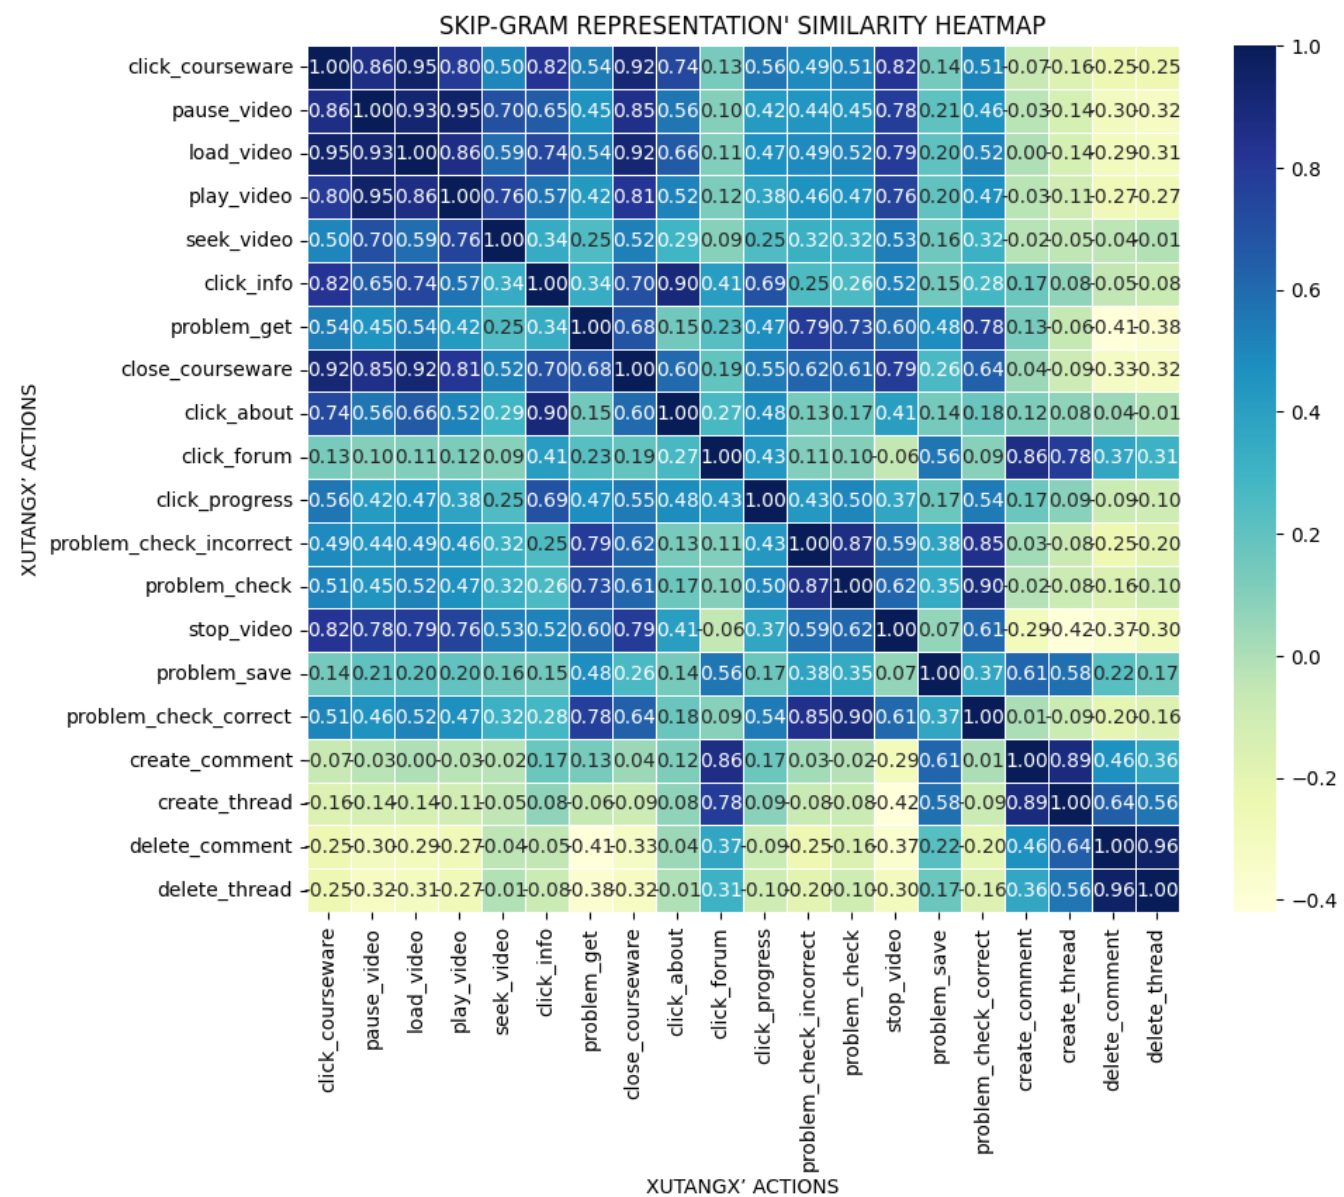 SKIP-GRAM REPRESENTATION' SIMILARITY HEATMAP
click_courseware 1.00 0.86 0.95 0.80 0.50 0.82 0.54 0.92 0.74 0.13 0.56 0.49 0.51 0.82 0.14 0.51 -0.07 -0.16 -0.25 -0.25
pause_video 0.86 1.00 0.93 0.95 0.70 0.65 0.45 0.85 0.56 0.10 0.42 0.44 0.45 0.78 0.21 0.46 -0.03 -0.14 -0.30 -0.32
load_video 0.95 0.93 1.00 0.86 0.59 0.74 0.54 0.92 0.66 0.11 0.47 0.49 0.52 0.79 0.20 0.52 0.00 -0.14 -0.29 -0.31
play_video 0.80 0.95 0.86 1.00 0.76 0.57 0.42 0.81 0.52 0.12 0.38 0.46 0.47 0.76 0.20 0.47 -0.03 -0.11 -0.27 -0.27
seek_video 0.50 0.70 0.59 0.76 1.00 0.34 0.25 0.52 0.29 0.09 0.25 0.32 0.32 0.53 0.16 0.32 -0.02 -0.05 -0.04 -0.01
click_info 0.82 0.65 0.74 0.57 0.34 1.00 0.34 0.70 0.90 0.41 0.69 0.25 0.26 0.52 0.15 0.28 0.17 0.08 -0.05 -0.08
problem_get 0.54 0.45 0.54 0.42 0.25 0.34 1.00 0.68 0.15 0.23 0.47 0.79 0.73 0.60 0.48 0.78 0.13 -0.06 -0.41 -0.38
close_courseware 0.92 0.85 0.92 0.81 0.52 0.70 0.68 1.00 0.60 0.19 0.55 0.62 0.61 0.79 0.26 0.64 0.04 -0.09 -0.33 -0.32
click_about 0.74 0.56 0.66 0.52 0.29 0.90 0.15 0.60 1.00 0.27 0.48 0.13 0.17 0.41 0.14 0.18 0.12 0.08 0.04 -0.01
click_forum 0.13 0.10 0.11 0.12 0.09 0.41 0.23 0.19 0.27 1.00 0.43 0.11 0.10 -0.06 0.56 0.09 0.86 0.78 0.37 0.31
click_progress 0.56 0.42 0.47 0.38 0.25 0.69 0.47 0.55 0.48 0.43 1.00 0.43 0.50 0.37 0.17 0.54 0.17 0.09 -0.09 -0.10
problem_check_incorrect 0.49 0.44 0.49 0.46 0.32 0.25 0.79 0.62 0.13 0.11 0.43 1.00 0.87 0.59 0.38 0.85 0.03 -0.08 -0.25 -0.20
problem_check 0.51 0.45 0.52 0.47 0.32 0.26 0.73 0.61 0.17 0.10 0.50 0.87 1.00 0.62 0.35 0.90 -0.02 -0.08 -0.16 -0.10
stop_video 0.82 0.78 0.79 0.76 0.53 0.52 0.60 0.79 0.41 -0.06 0.37 0.59 0.62 1.00 0.07 0.61 -0.29 -0.42 -0.37 -0.30
problem_save 0.14 0.21 0.20 0.20 0.16 0.15 0.48 0.26 0.14 0.56 0.17 0.38 0.35 0.07 1.00 0.37 0.61 0.58 0.22 0.17
problem_check_correct 0.51 0.46 0.52 0.47 0.32 0.28 0.78 0.64 0.18 0.09 0.54 0.85 0.90 0.61 0.37 1.00 0.01 -0.09 -0.20 -0.16
create_comment -0.07 -0.03 0.00 -0.03 -0.02 0.17 0.13 0.04 0.12 0.86 0.17 0.03 -0.02 -0.29 0.61 0.01 1.00 0.89 0.46 0.36
create_thread -0.16 -0.14 -0.14 -0.11 -0.05 0.08 -0.06 -0.09 0.08 0.78 0.09 -0.08 -0.08 -0.42 0.58 -0.09 0.89 1.00 0.64 0.56
delete_comment -0.25 -0.30 -0.29 -0.27 -0.04 -0.05 -0.41 -0.33 0.04 0.37 -0.09 -0.25 -0.16 -0.37 0.22 -0.20 0.46 0.64 1.00 0.96
delete_thread -0.25 -0.32 -0.31 -0.27 -0.01 -0.08 -0.38 -0.32 -0.01 0.31 -0.10 -0.20 -0.10 -0.30 0.17 -0.16 0.36 0.56 0.96 1.00
XUTANGX’ ACTIONS
click_courseware
pause_video
load_video
play_video
seek_video
click_info
problem_get
close_courseware
click_about
click_forum
click_progress
problem_check_incorrect
problem_check
stop_video
problem_save
problem_check_correct
create_comment
create_thread
delete_comment
delete_thread
XUTANGX’ ACTIONS
1.0
0.8
0.6
0.4
0.2
0.0
−0.2
−0.4